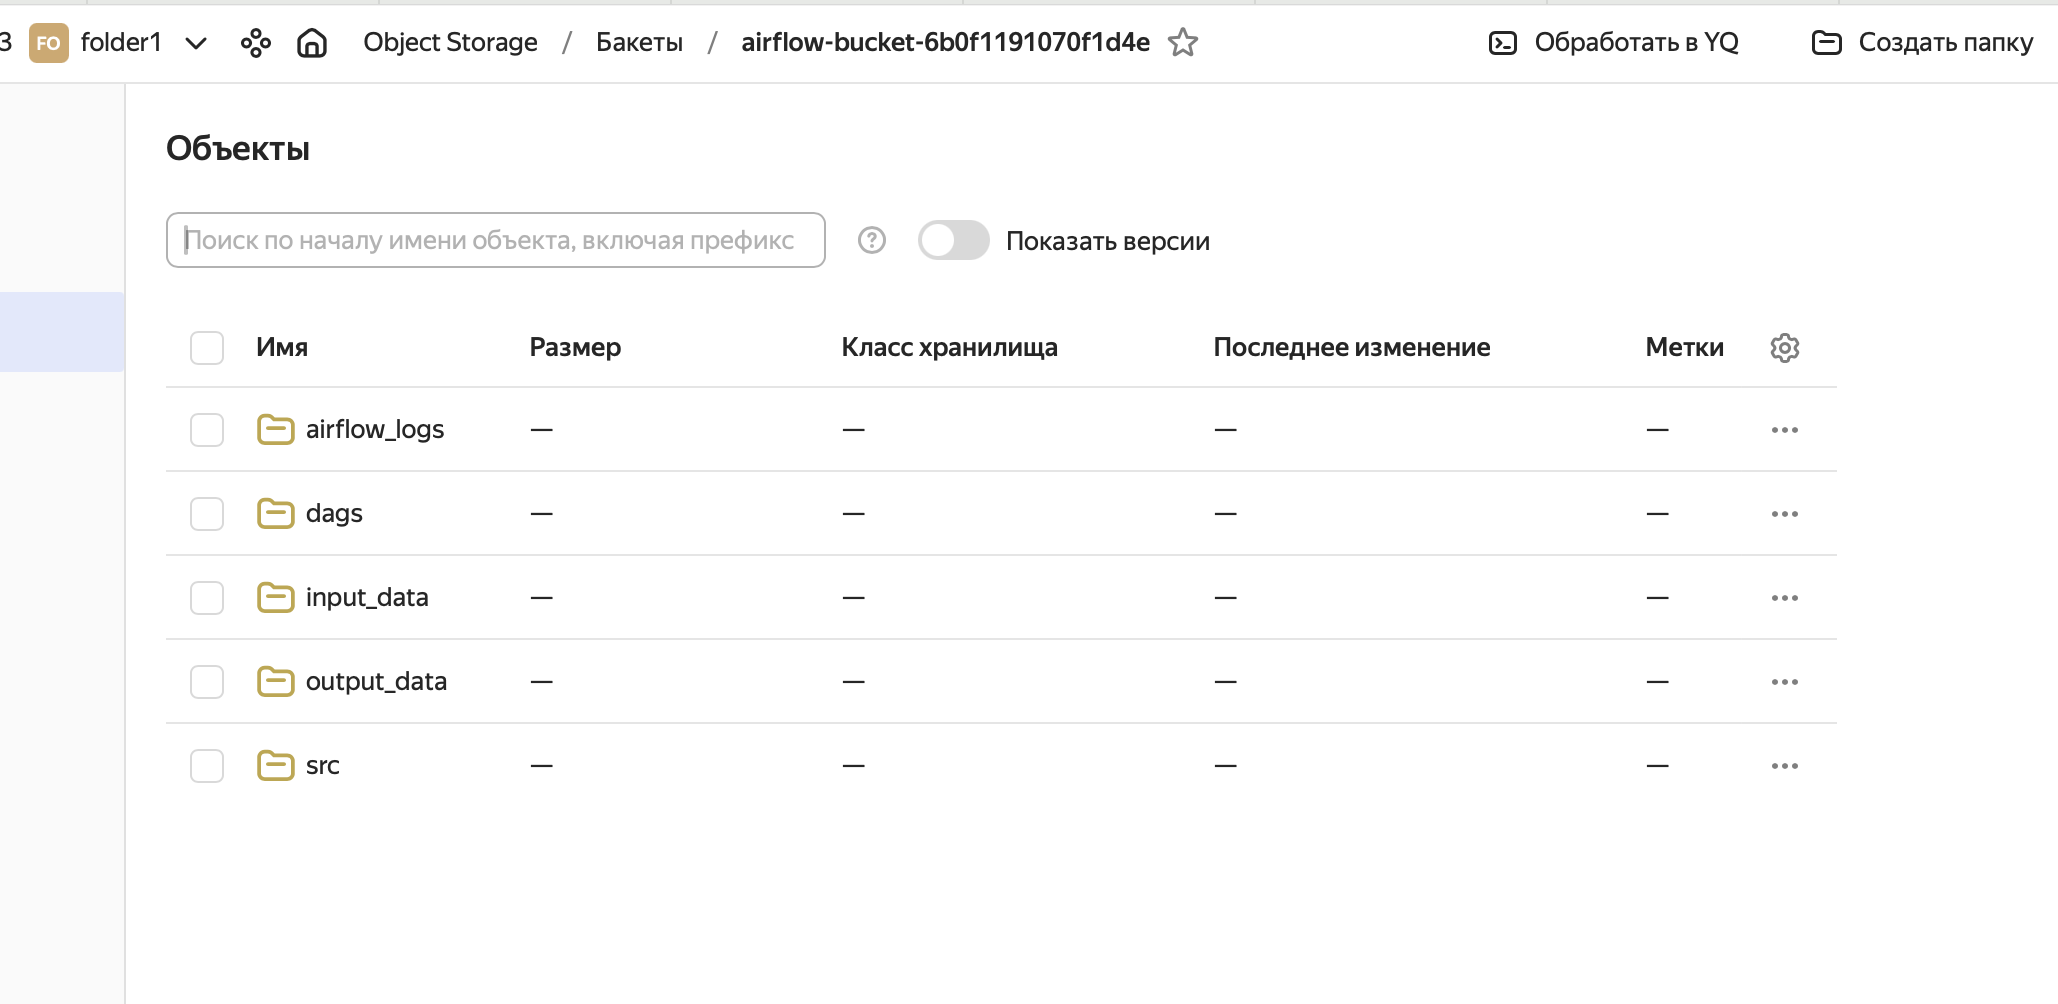 3 FO folder1 Object Storage / Бакеты / airflow-bucket-6b0f1191070f1d4e Обработать в YQ Создать папку
Объекты
Поиск по началу имени объекта, включая префикс ? Показать версии
Имя Размер Класс хранилища Последнее изменение Метки
airflow_logs — — — —
dags — — — —
input_data — — — —
output_data — — — —
src — — — —